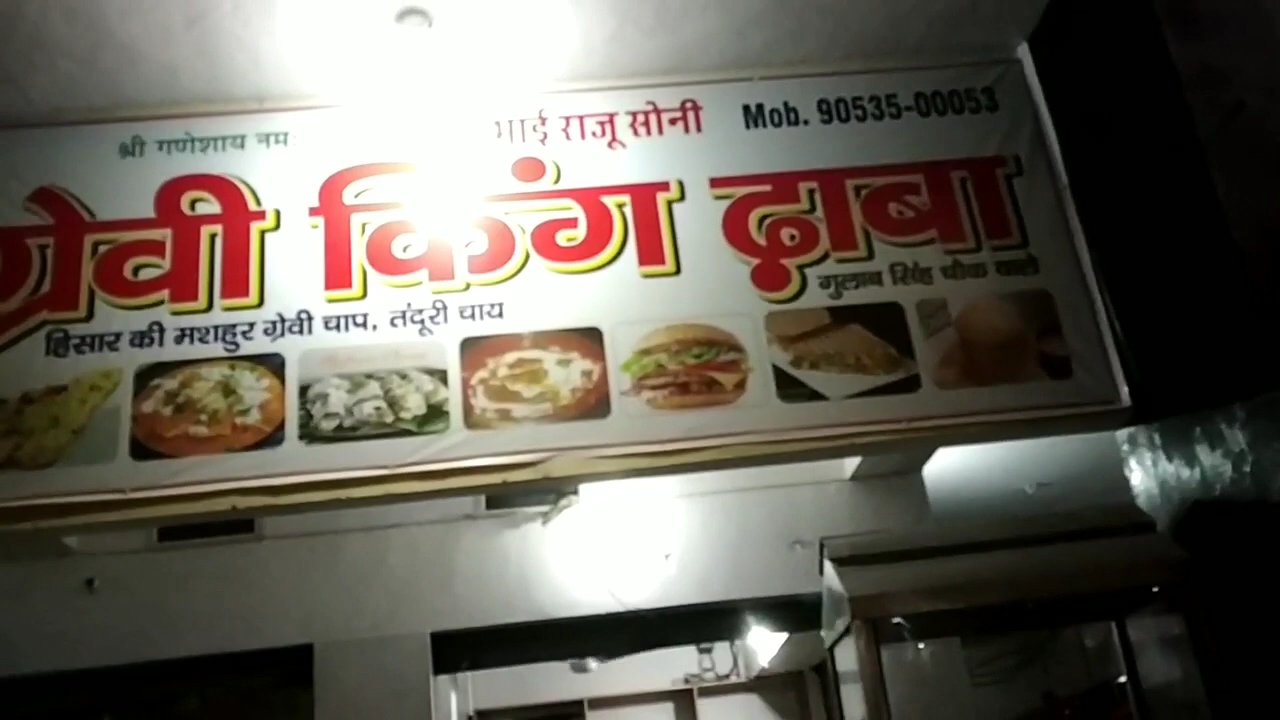 श्री गणेशाय नम
भाई राजू सोनी
Mob. 90535-00053
ग्रेवी किंग ढ़ाबा
गुलाब सिंह चौक वाले
हिसार की मशहुर ग्रेवी चाप, तंदूरी चाय